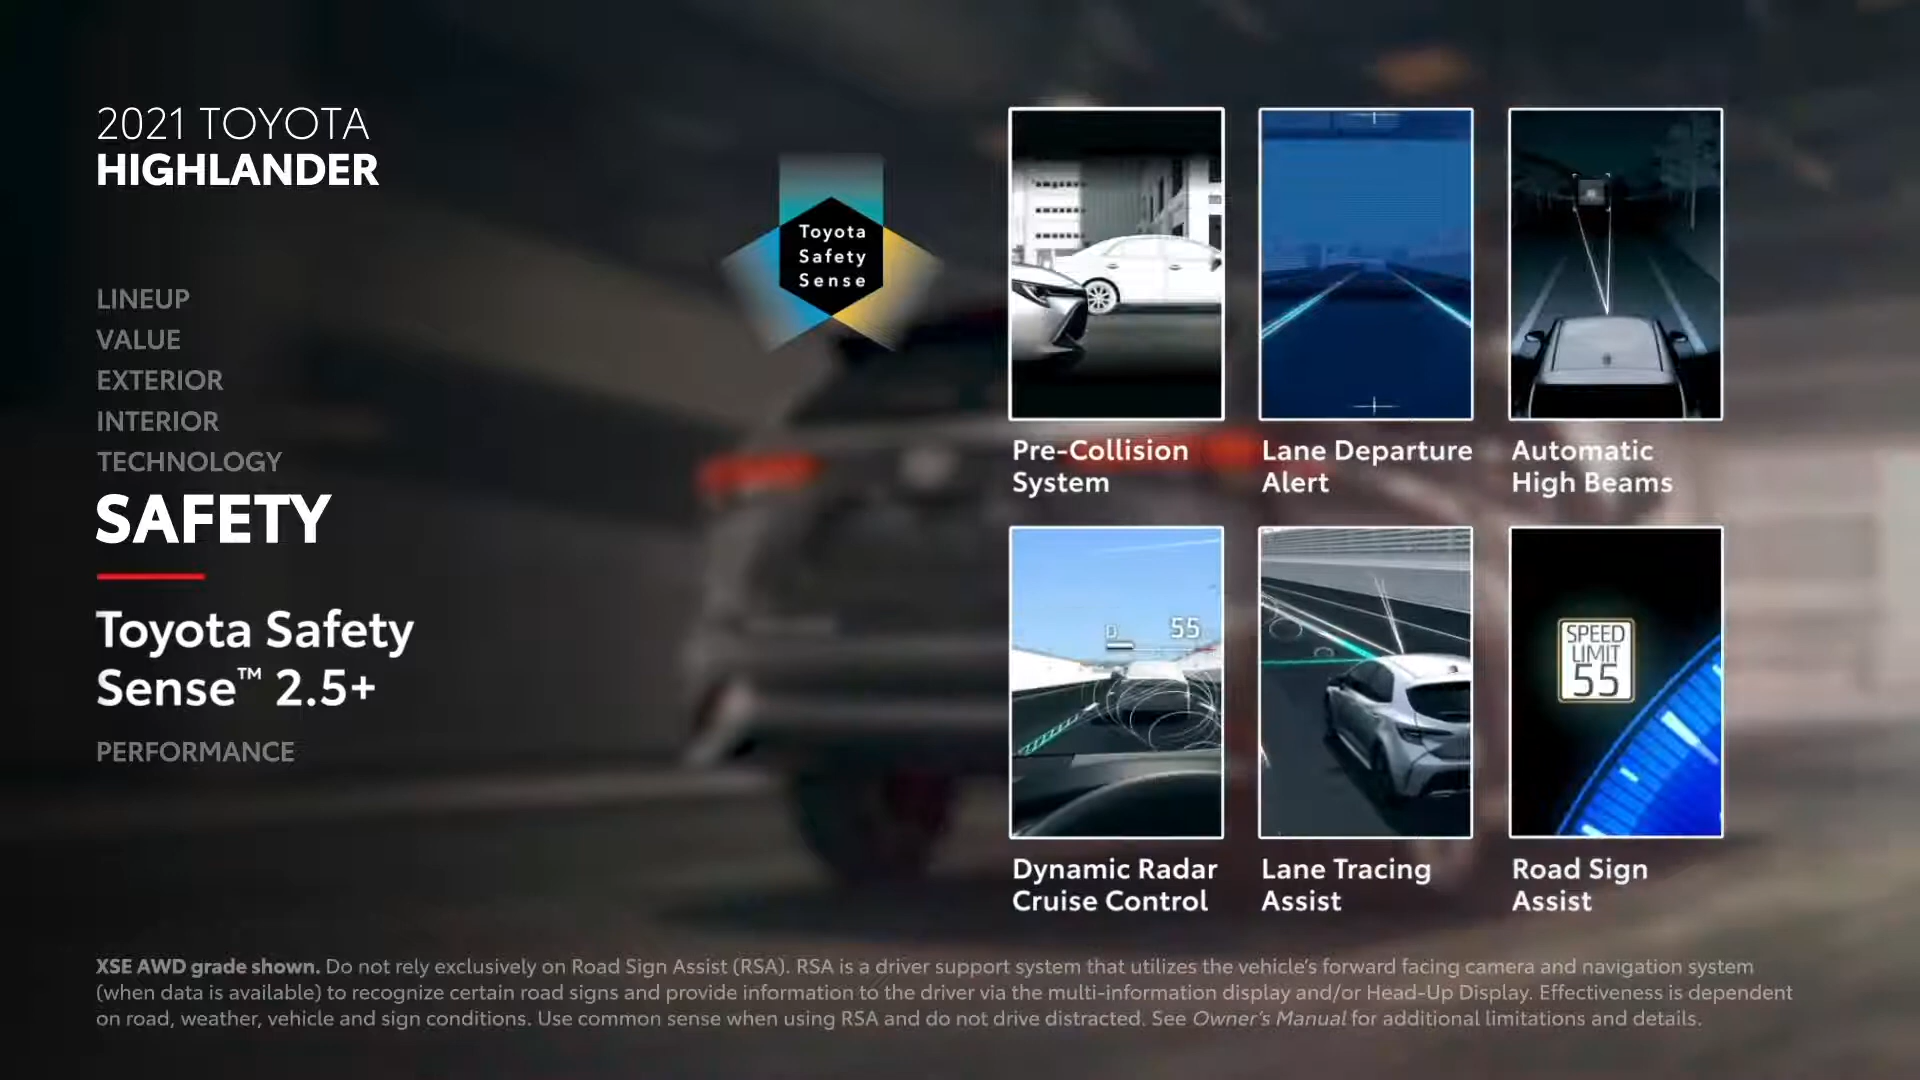 2021 TOYOTA
HIGHLANDER
LINEUP
VALUE
EXTERIOR
INTERIOR
TECHNOLOGY
SAFETY
Toyota Safety
Sense™ 2.5+
PERFORMANCE
Toyota
Safety
Sense
Pre-Collision
System
Lane Departure
Alert
Automatic
High Beams
D
55
Dynamic Radar
Cruise Control
Lane Tracing
Assist
SPEED
LIMIT
55
Road Sign
Assist
XSE AWD grade shown. Do not rely exclusively on Road Sign Assist (RSA). RSA is a driver support system that utilizes the vehicle's forward facing camera and navigation system
(when data is available) to recognize certain road signs and provide information to the driver via the multi-information display and/or Head-Up Display. Effectiveness is dependent
on road, weather, vehicle and sign conditions. Use common sense when using RSA and do not drive distracted. See Owner's Manual for additional limitations and details.